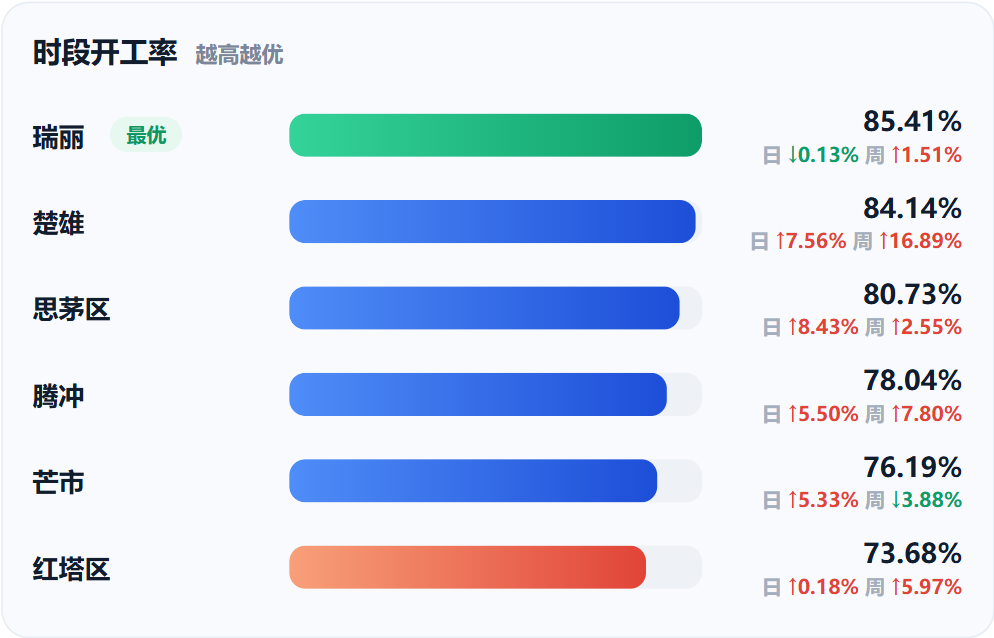 时段开工率 越高越优
瑞丽 最优 85.41%
日 ↓0.13% 周 ↑1.51%
楚雄 84.14%
日 ↑7.56% 周 ↑16.89%
思茅区 80.73%
日 ↑8.43% 周 ↑2.55%
腾冲 78.04%
日 ↑5.50% 周 ↑7.80%
芒市 76.19%
日 ↑5.33% 周 ↓3.88%
红塔区 73.68%
日 ↑0.18% 周 ↑5.97%